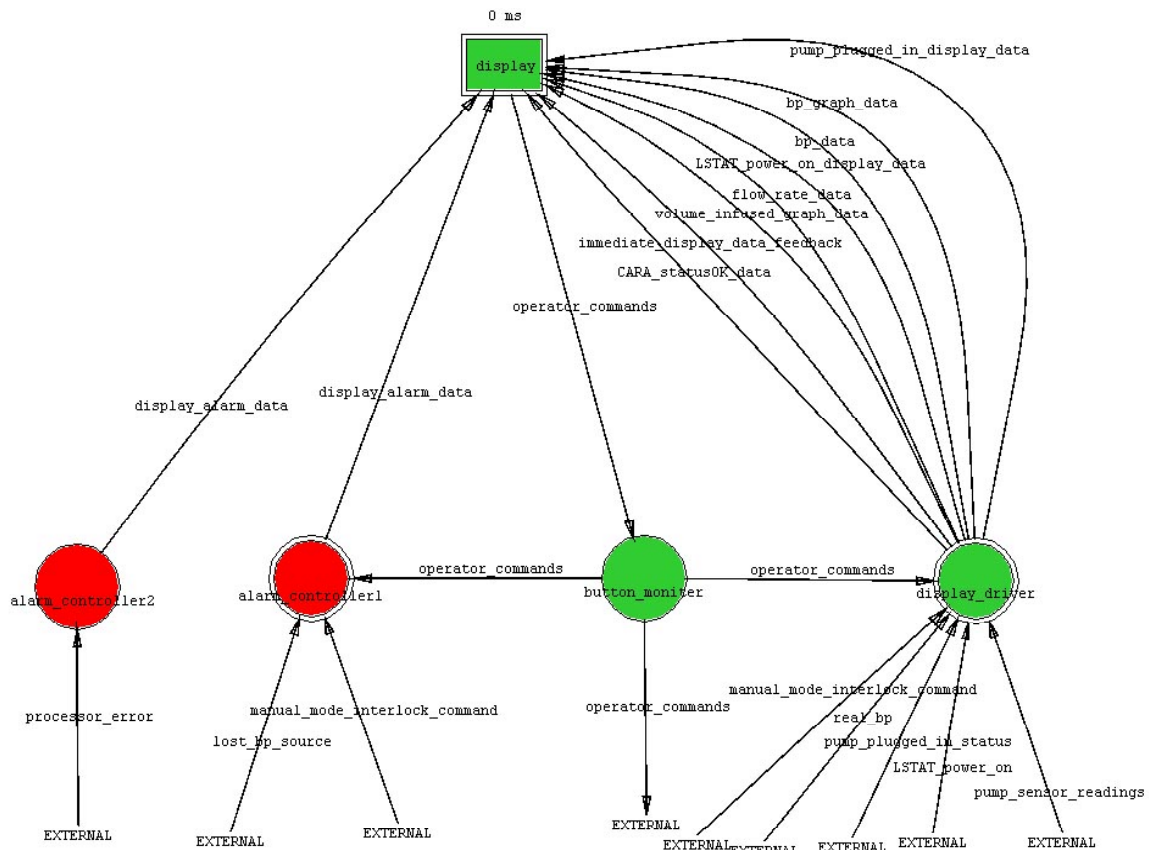 0 ms
display
pump_plugged_in_display_data
bp_graph_data
bp_data
LSTAT_power_on_display_data
flow_rate_data
volume_infused_graph_data
immediate_display_data_feedback
CARA_statusOK_data
operator_commands
display_alarm_data
display_alarm_data
operator_commands
operator_commands
alarm_controller2
alarm_controller1
button_moniter
display_driver
manual_mode_interlock_command
operator_commands
manual_mode_interlock_command
processor_error
real_bp
lost_bp_source
pump_plugged_in_status
LSTAT_power_on
pump_sensor_readings
EXTERNAL
EXTERNAL
EXTERNAL
EXTERNAL
EXTERNAL
EXTERNAL
EXTERNAL
EXTERNAL
EXTERNAL